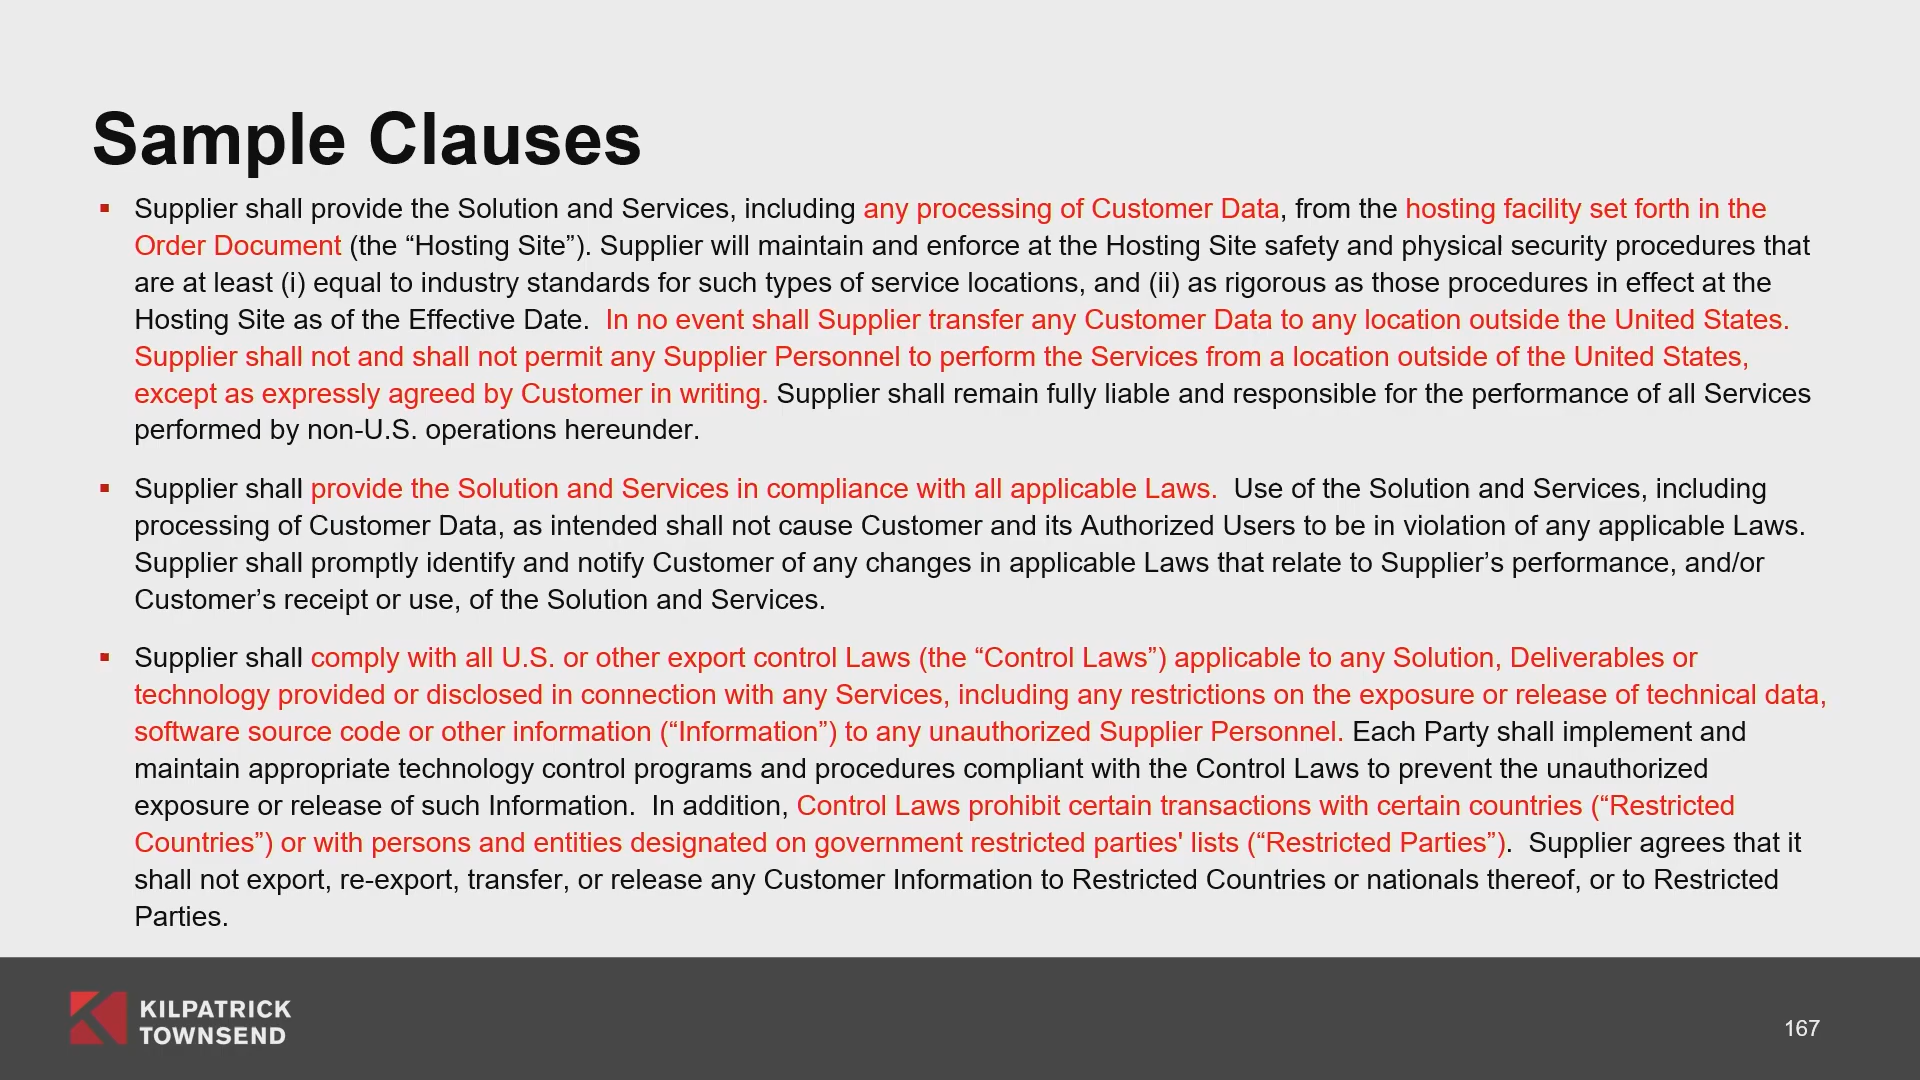 Sample Clauses
▪ Supplier shall provide the Solution and Services, including any processing of Customer Data, from the hosting facility set forth in the
Order Document (the “Hosting Site”). Supplier will maintain and enforce at the Hosting Site safety and physical security procedures that
are at least (i) equal to industry standards for such types of service locations, and (ii) as rigorous as those procedures in effect at the
Hosting Site as of the Effective Date.  In no event shall Supplier transfer any Customer Data to any location outside the United States.
Supplier shall not and shall not permit any Supplier Personnel to perform the Services from a location outside of the United States,
except as expressly agreed by Customer in writing. Supplier shall remain fully liable and responsible for the performance of all Services
performed by non-U.S. operations hereunder.
▪ Supplier shall provide the Solution and Services in compliance with all applicable Laws.  Use of the Solution and Services, including
processing of Customer Data, as intended shall not cause Customer and its Authorized Users to be in violation of any applicable Laws.
Supplier shall promptly identify and notify Customer of any changes in applicable Laws that relate to Supplier’s performance, and/or
Customer’s receipt or use, of the Solution and Services.
▪ Supplier shall comply with all U.S. or other export control Laws (the “Control Laws”) applicable to any Solution, Deliverables or
technology provided or disclosed in connection with any Services, including any restrictions on the exposure or release of technical data,
software source code or other information (“Information”) to any unauthorized Supplier Personnel. Each Party shall implement and
maintain appropriate technology control programs and procedures compliant with the Control Laws to prevent the unauthorized
exposure or release of such Information.  In addition, Control Laws prohibit certain transactions with certain countries (“Restricted
Countries”) or with persons and entities designated on government restricted parties' lists (“Restricted Parties”).  Supplier agrees that it
shall not export, re-export, transfer, or release any Customer Information to Restricted Countries or nationals thereof, or to Restricted
Parties.
KILPATRICK
TOWNSEND
167